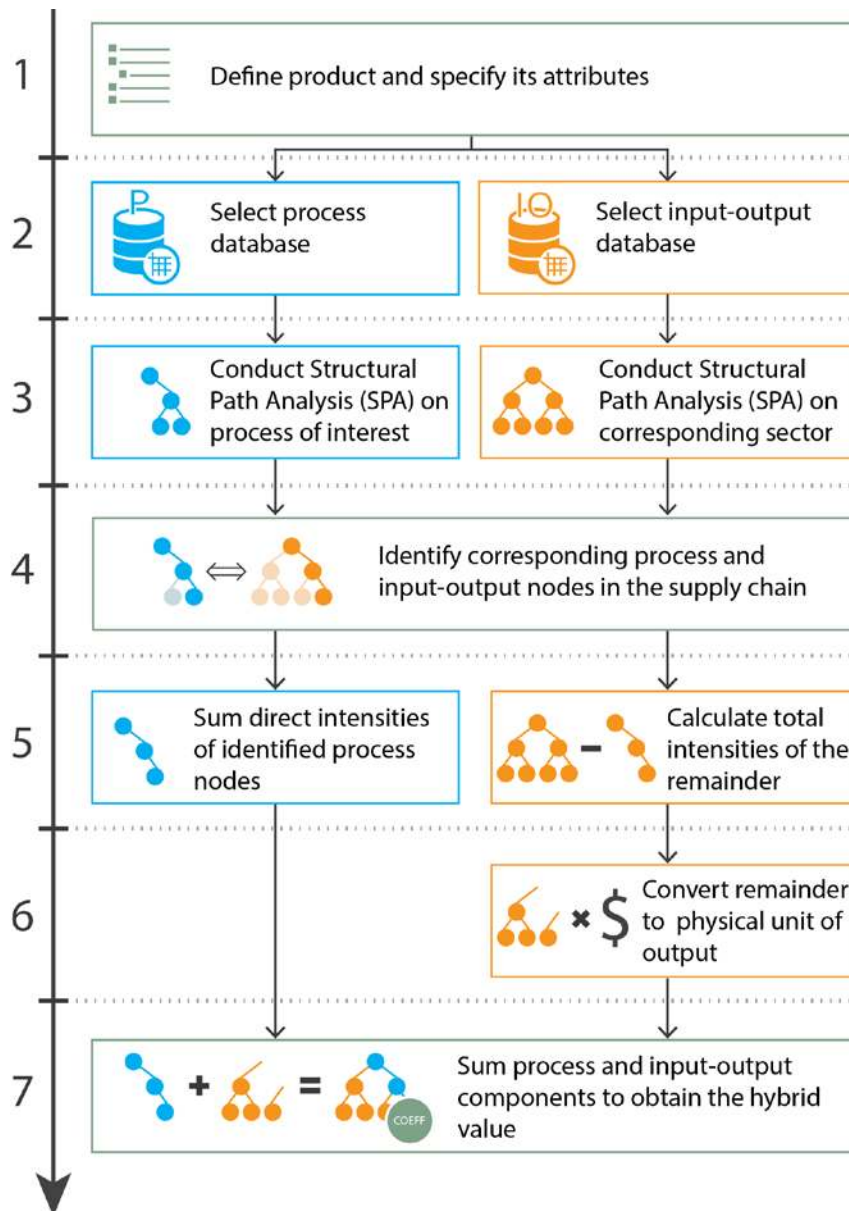 1
Define product and specify its attributes
2
P
Select process
database
I-O
Select input-output
database
3
Conduct Structural
Path Analysis (SPA) on
process of interest
Conduct Structural
Path Analysis (SPA) on
corresponding sector
4
Identify corresponding process and
input-output nodes in the supply chain
5
Sum direct intensities
of identified process
nodes
Calculate total
intensities of the
remainder
6
$
Convert remainder
to physical unit of
output
7
+
=
COEFF
Sum process and input-output
components to obtain the hybrid
value